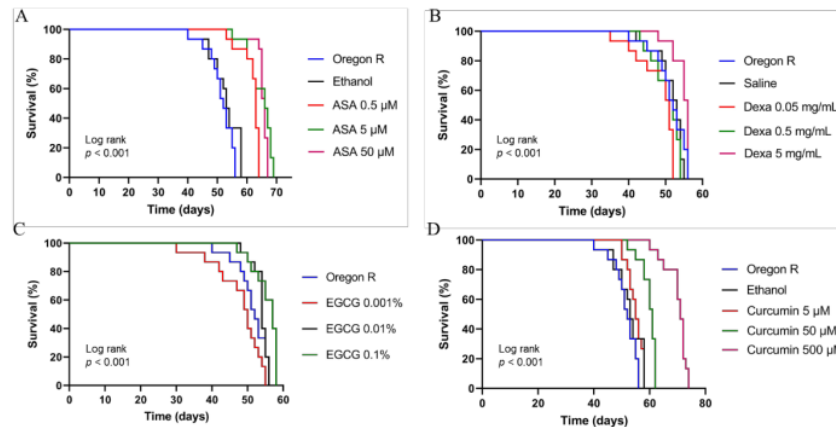 A
Survival (%)
100
80
60
40
20
0
Log rank
p < 0.001
0 10 20 30 40 50 60 70
Time (days)
Oregon R
Ethanol
ASA 0.5 µM
ASA 5 µM
ASA 50 µM
B
Survival (%)
100
80
60
40
20
0
Log rank
p < 0.001
0 10 20 30 40 50 60
Time (days)
Oregon R
Saline
Dexa 0.05 mg/mL
Dexa 0.5 mg/mL
Dexa 5 mg/mL
C
Survival (%)
100
80
60
40
20
0
Log rank
p < 0.001
0 10 20 30 40 50 60
Time (days)
Oregon R
EGCG 0.001%
EGCG 0.01%
EGCG 0.1%
D
Survival (%)
100
80
60
40
20
0
Log rank
p < 0.001
0 20 40 60 80
Time (days)
Oregon R
Ethanol
Curcumin 5 µM
Curcumin 50 µM
Curcumin 500 µM